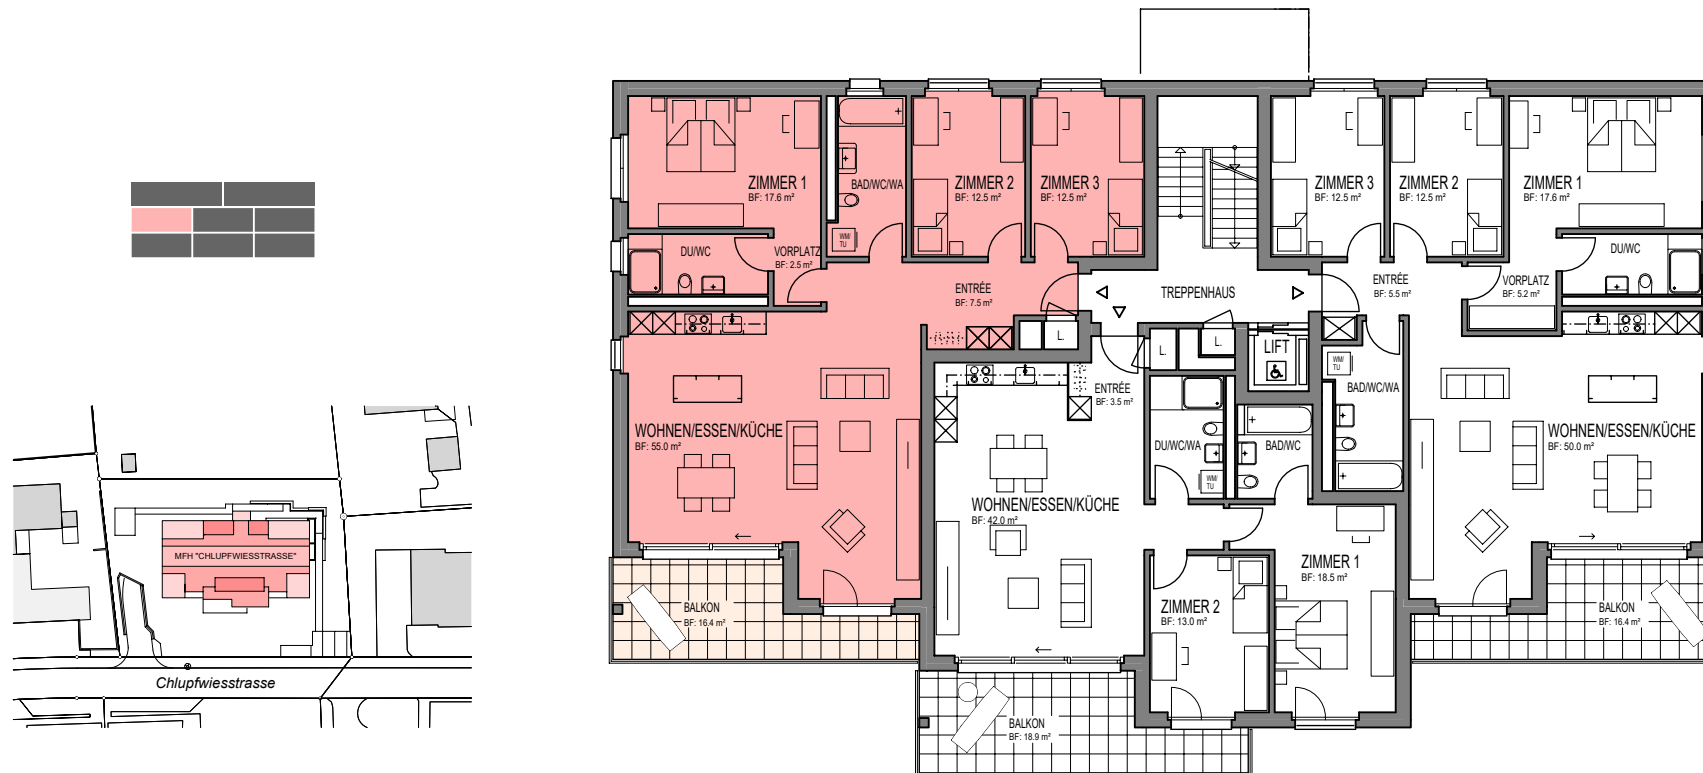 ZIMMER 1
BF: 17.6 m²
BAD/WC/WA
WM/
TU
ZIMMER 2
BF: 12.5 m²
ZIMMER 3
BF: 12.5 m²
DU/WC
VORPLATZ
BF: 2.5 m²
ENTRÉE
BF: 7.5 m²
L.
WOHNEN/ESSEN/KÜCHE
BF: 55.0 m²
BALKON
BF: 16.4 m²
TREPPENHAUS
LIFT
L.
L.
ENTRÉE
BF: 3.5 m²
DU/WC/WA
WM/
TU
BAD/WC
WOHNEN/ESSEN/KÜCHE
BF: 42.0 m²
ZIMMER 1
BF: 18.5 m²
ZIMMER 2
BF: 13.0 m²
BALKON
BF: 18.9 m²
ZIMMER 3
BF: 12.5 m²
ZIMMER 2
BF: 12.5 m²
ZIMMER 1
BF: 17.6 m²
DU/WC
ENTRÉE
BF: 5.5 m²
VORPLATZ
BF: 5.2 m²
WM/
TU
BAD/WC/WA
WOHNEN/ESSEN/KÜCHE
BF: 50.0 m²
BALKON
BF: 16.4 m²
MFH "CHLUPFWIESSTRASSE"
Chlupfwiesstrasse